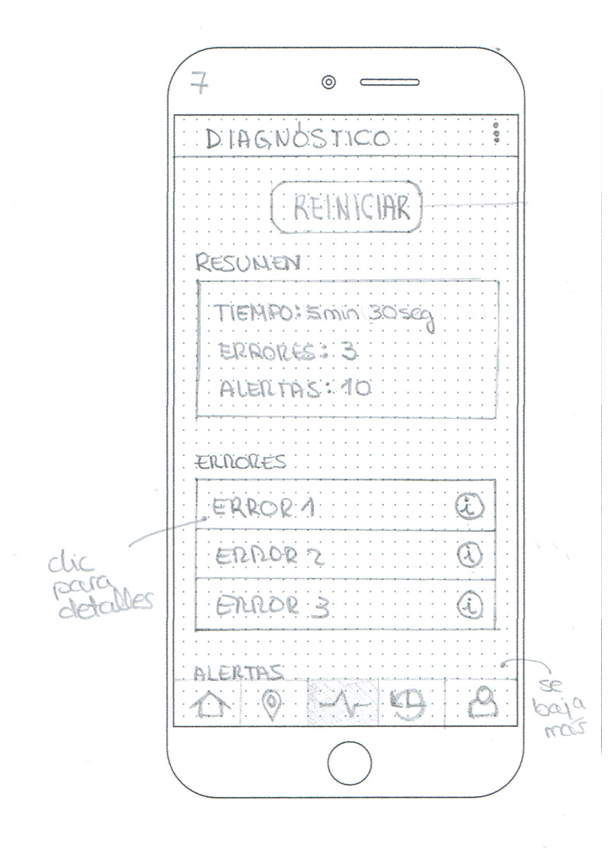 7
DIAGNÓSTICO
REINICIAR
RESUMEN
TIEMPO: 5min 30seg
ERRORES: 3
ALERTAS: 10
ERRORES
ERROR 1 i
ERROR 2 i
ERROR 3 i
clic
para
detalles
ALERTAS
se
baja
más